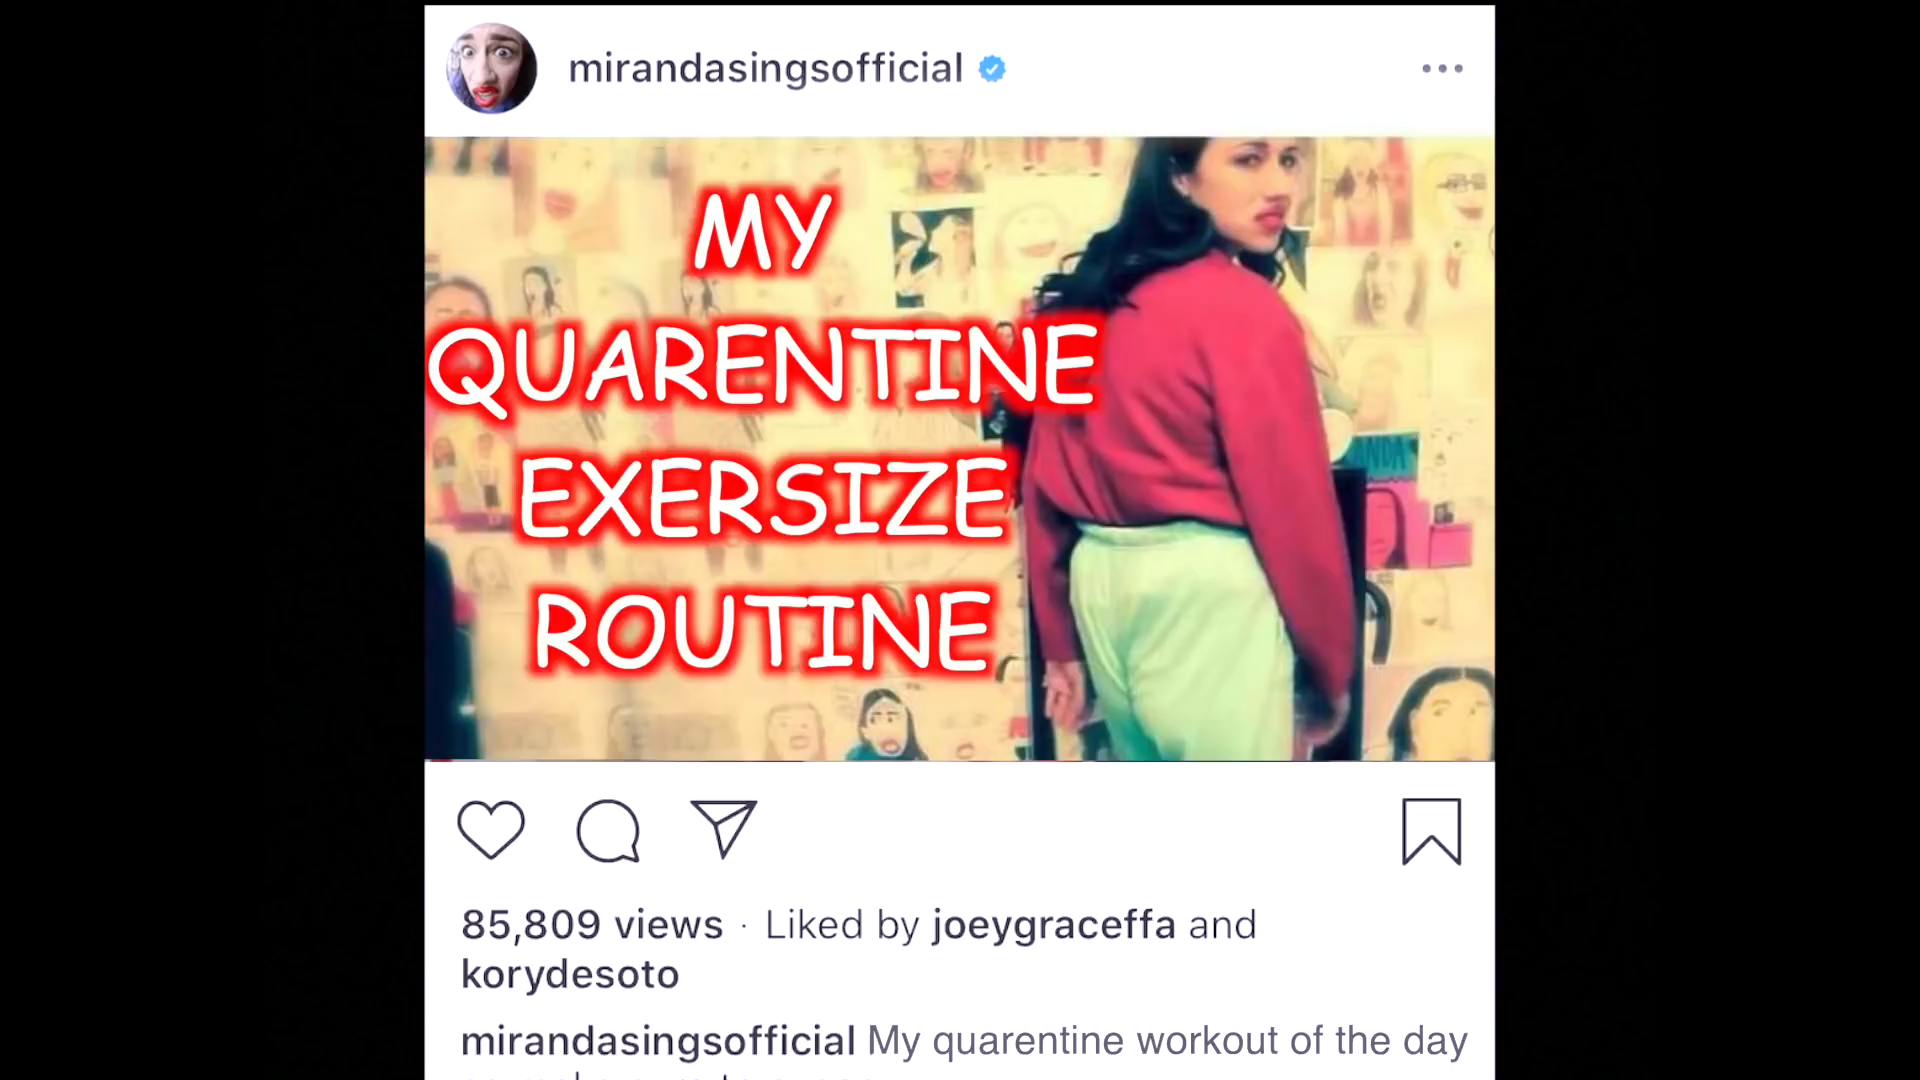 mirandasingsofficial
MY
QUARENTINE
EXERSIZE
ROUTINE
ANDA
85,809 views · Liked by joeygraceffa and
korydesoto
mirandasingsofficial My quarentine workout of the day